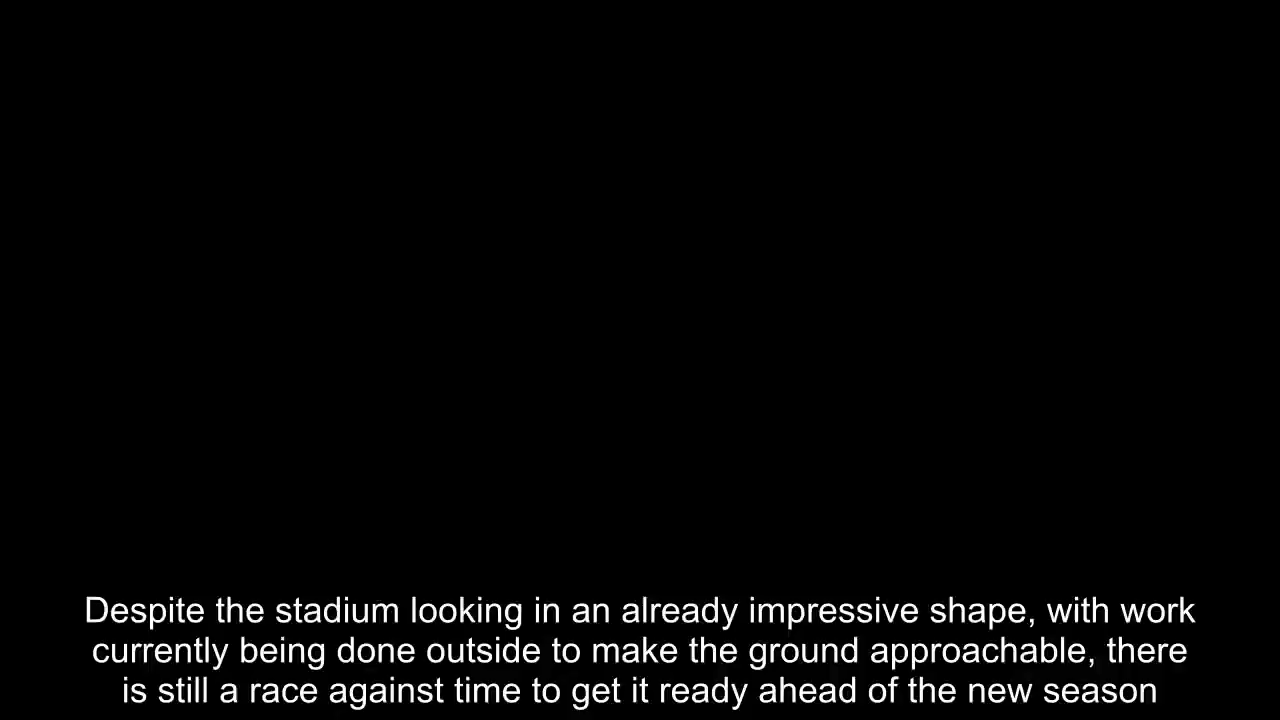 Despite the stadium looking in an already impressive shape, with work
currently being done outside to make the ground approachable, there
is still a race against time to get it ready ahead of the new season